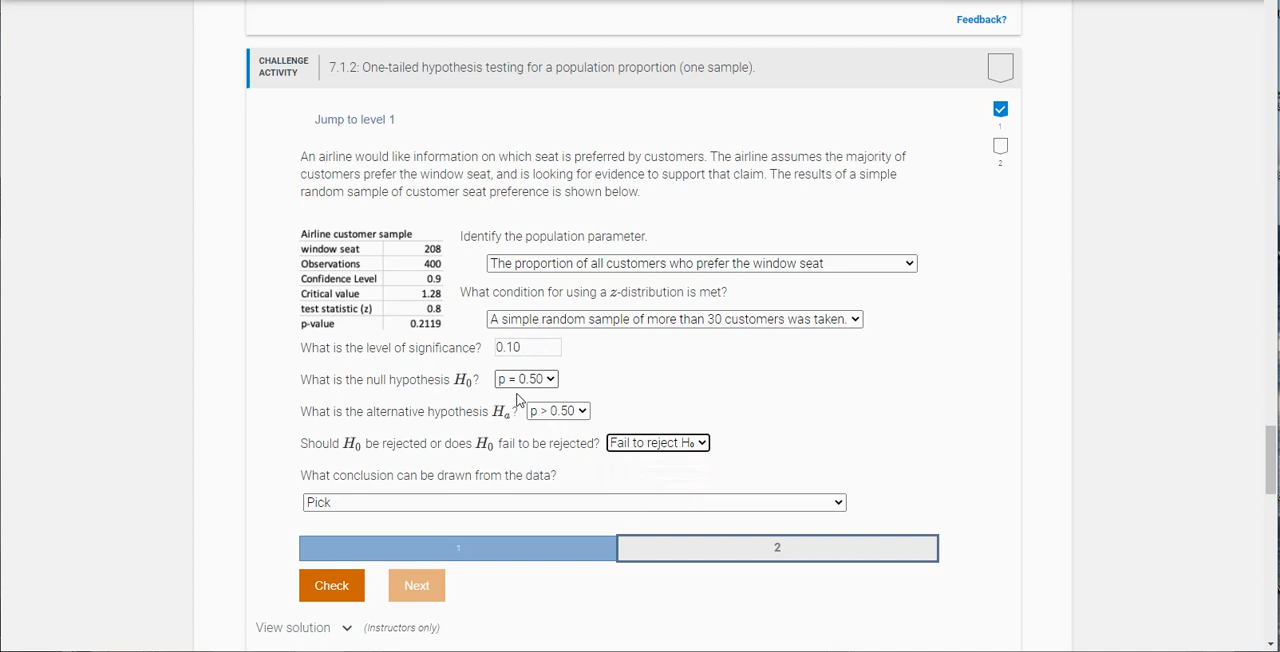 Feedback?
CHALLENGE ACTIVITY
7.1.2: One-tailed hypothesis testing for a population proportion (one sample).
Jump to level 1
1
2
An airline would like information on which seat is preferred by customers. The airline assumes the majority of
customers prefer the window seat, and is looking for evidence to support that claim. The results of a simple
random sample of customer seat preference is shown below.
Airline customer sample
window seat 208
Observations 400
Confidence Level 0.9
Critical value 1.28
test statistic (z) 0.8
p-value 0.2119
Identify the population parameter.
The proportion of all customers who prefer the window seat
What condition for using a z-distribution is met?
A simple random sample of more than 30 customers was taken.
What is the level of significance? 0.10
What is the null hypothesis H₀? p = 0.50
What is the alternative hypothesis Hₐ? p > 0.50
Should H₀ be rejected or does H₀ fail to be rejected? Fail to reject H₀
What conclusion can be drawn from the data?
Pick
1 2
Check Next
View solution (Instructors only)